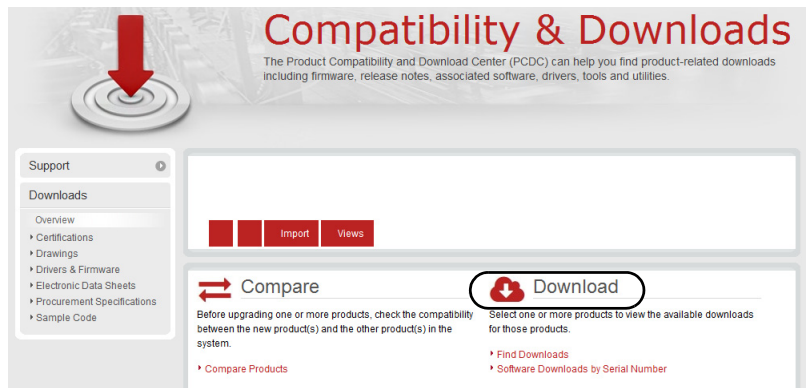 Compatibility & Downloads
The Product Compatibility and Download Center (PCDC) can help you find product-related downloads
including firmware, release notes, associated software, drivers, tools and utilities.
Support
Downloads
Overview
Certifications
Drawings
Drivers & Firmware
Electronic Data Sheets
Procurement Specifications
Sample Code
Import Views
Compare
Before upgrading one or more products, check the compatibility
between the new product(s) and the other product(s) in the
system.
Compare Products
Download
Select one or more products to view the available downloads
for those products.
Find Downloads
Software Downloads by Serial Number